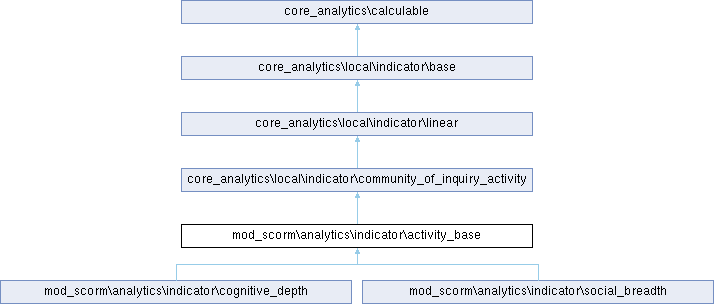 core_analytics\calculable
core_analytics\local\indicator\base
core_analytics\local\indicator\linear
core_analytics\local\indicator\community_of_inquiry_activity
mod_scorm\analytics\indicator\activity_base
mod_scorm\analytics\indicator\cognitive_depth
mod_scorm\analytics\indicator\social_breadth